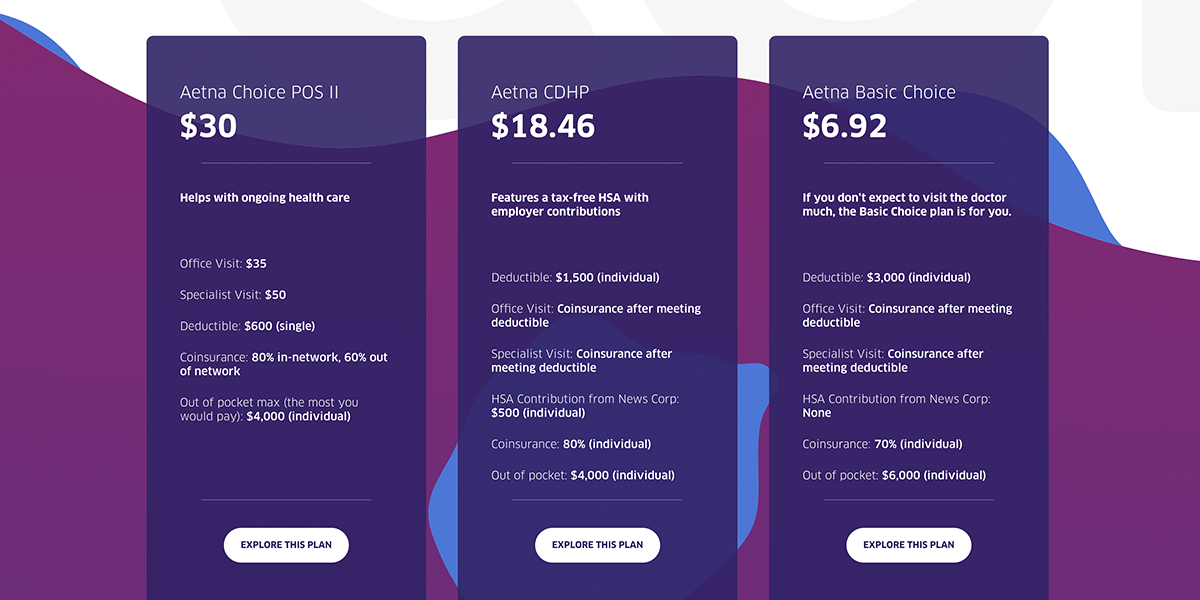 Aetna Choice POS II
$30
Helps with ongoing health care
Office Visit: $35
Specialist Visit: $50
Deductible: $600 (single)
Coinsurance: 80% in-network, 60% out
of network
Out of pocket max (the most you
would pay): $4,000 (individual)
EXPLORE THIS PLAN
Aetna CDHP
$18.46
Features a tax-free HSA with
employer contributions
Deductible: $1,500 (individual)
Office Visit: Coinsurance after meeting
deductible
Specialist Visit: Coinsurance after
meeting deductible
HSA Contribution from News Corp:
$500 (individual)
Coinsurance: 80% (individual)
Out of pocket: $4,000 (individual)
EXPLORE THIS PLAN
Aetna Basic Choice
$6.92
If you don't expect to visit the doctor
much, the Basic Choice plan is for you.
Deductible: $3,000 (individual)
Office Visit: Coinsurance after meeting
deductible
Specialist Visit: Coinsurance after
meeting deductible
HSA Contribution from News Corp:
None
Coinsurance: 70% (individual)
Out of pocket: $6,000 (individual)
EXPLORE THIS PLAN